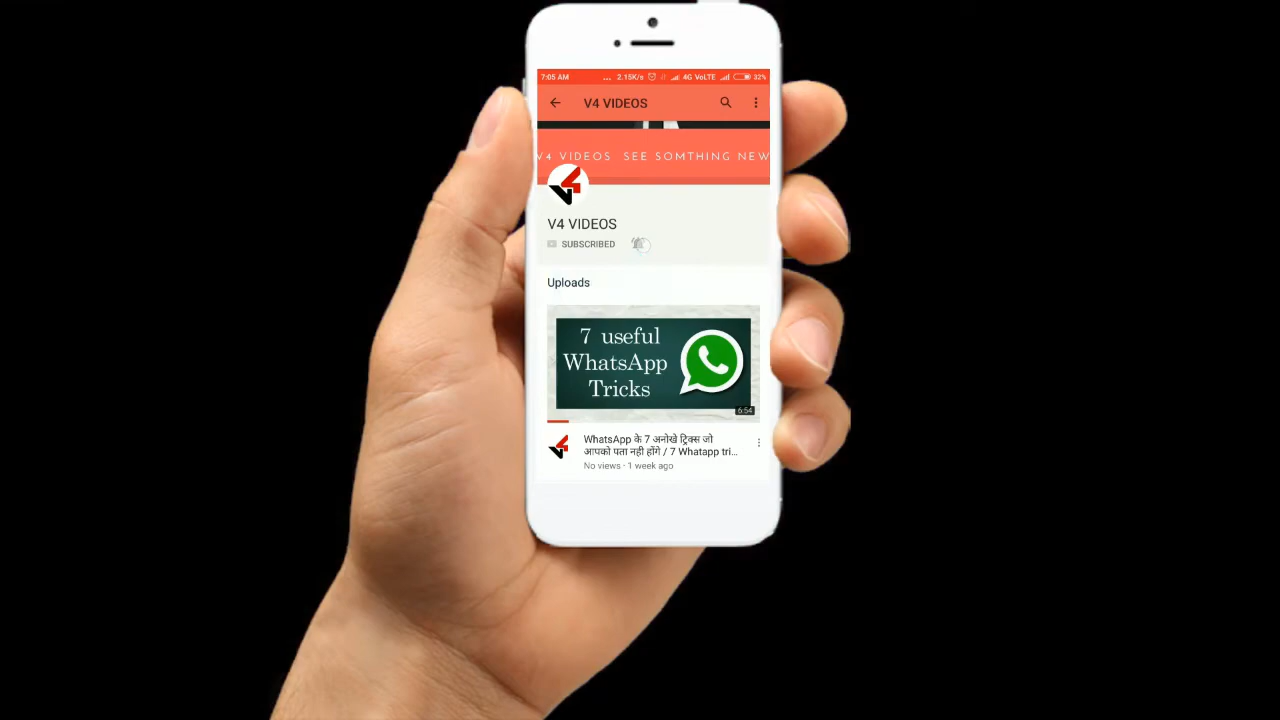 7:05 AM ... 2.15K/s 4G VoLTE 32%
V4 VIDEOS
V4 VIDEOS SEE SOMTHING NEW
V4 VIDEOS
SUBSCRIBED
Uploads
7 useful
WhatsApp
Tricks
6:54
WhatsApp के 7 अनोखे ट्रिक्स जो
आपको पता नही होंगे / 7 Whatapp tri...
No views · 1 week ago